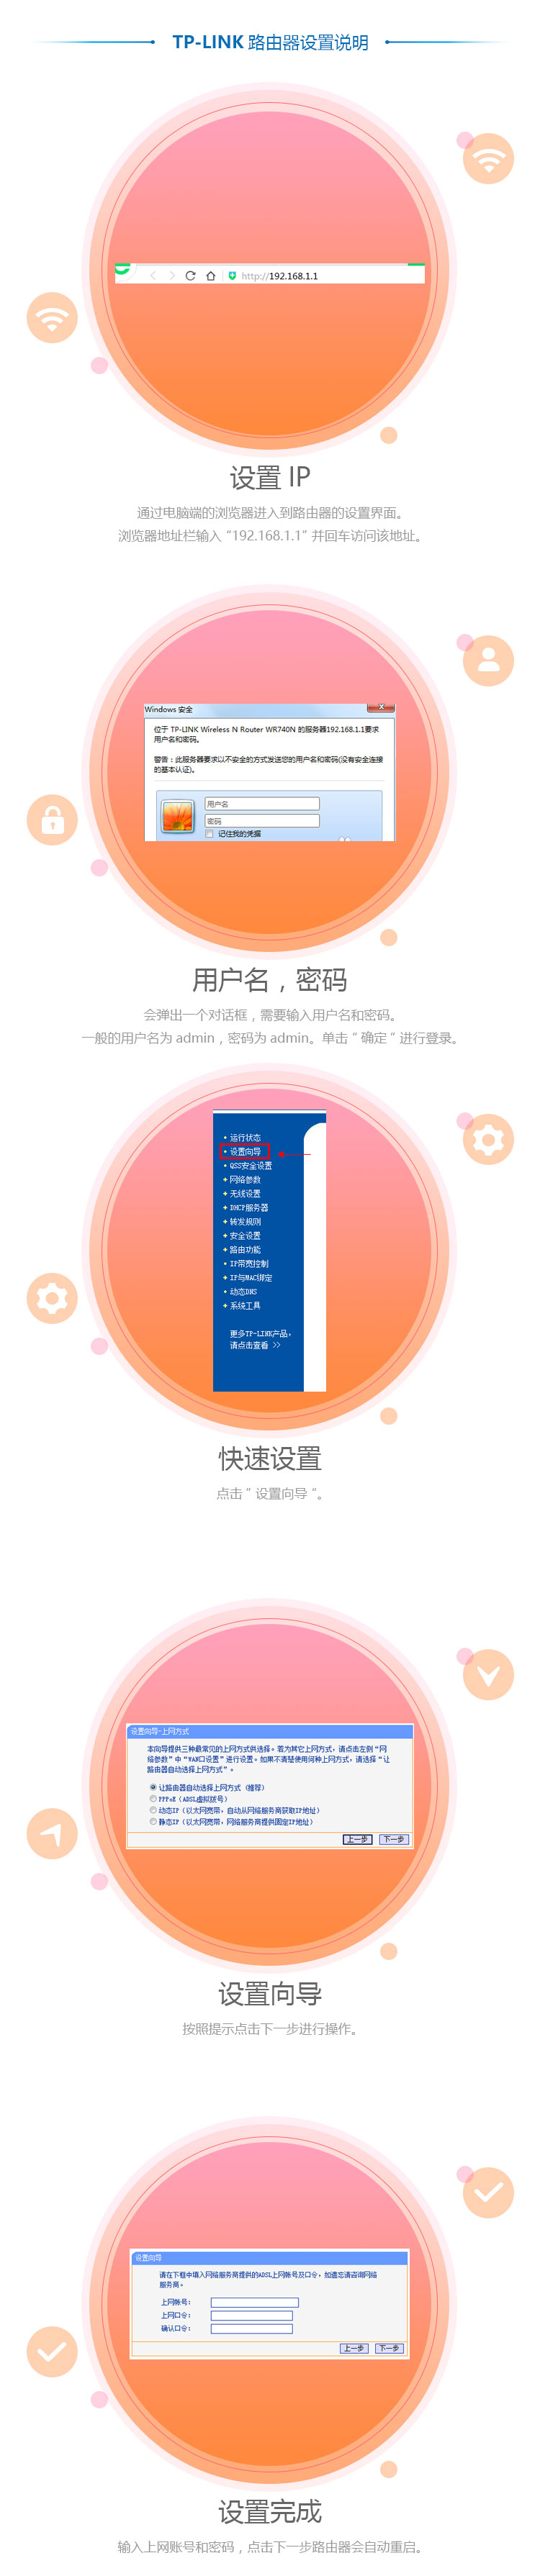 TP-LINK 路由器设置说明
http://192.168.1.1
设置 IP
通过电脑端的浏览器进入到路由器的设置界面。
浏览器地址栏输入 “192.168.1.1” 并回车访问该地址。
Windows 安全
位于 TP-LINK Wireless N Router WR740N 的服务器192.168.1.1要求
用户名和密码。
警告：此服务器要求以不安全的方式发送您的用户名和密码(没有安全连接
的基本认证)。
用户名
密码
记住我的凭据
用户名，密码
会弹出一个对话框，需要输入用户名和密码。
一般的用户名为 admin，密码为 admin。单击 “ 确定 ” 进行登录。
• 运行状态
• 设置向导
• QSS安全设置
+ 网络参数
+ 无线设置
+ DHCP服务器
+ 转发规则
+ 安全设置
+ 路由功能
• IP带宽控制
+ IP与MAC绑定
• 动态DNS
+ 系统工具
更多TP-LINK产品，
请点击查看 >>
快速设置
点击 ” 设置向导 “。
设置向导-上网方式
本向导提供三种最常见的上网方式供选择。若为其它上网方式，请点击左侧“网
络参数”中“WAN口设置”进行设置。如果不清楚使用何种上网方式，请选择“让
路由器自动选择上网方式”。
让路由器自动选择上网方式（推荐）
PPPoE（ADSL虚拟拨号）
动态IP（以太网宽带，自动从网络服务商获取IP地址）
静态IP（以太网宽带，网络服务商提供固定IP地址）
上一步 下一步
设置向导
按照提示点击下一步进行操作。
设置向导
请在下框中填入网络服务商提供的ADSL上网帐号及口令，如遗忘请咨询网络
服务商。
上网帐号：
上网口令：
确认口令：
上一步 下一步
设置完成
输入上网账号和密码，点击下一步路由器会自动重启。